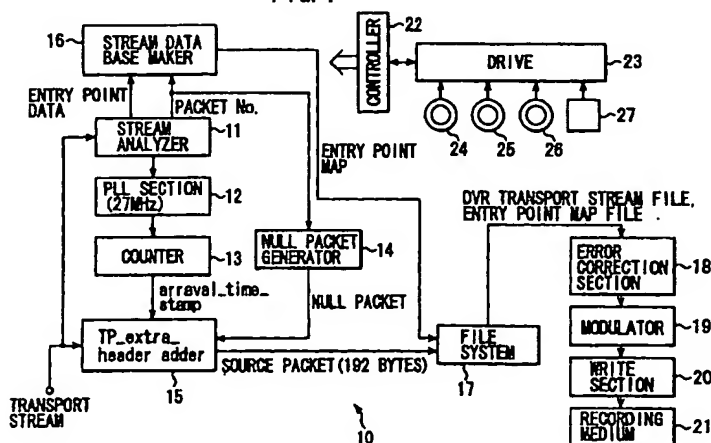 16
STREAM DATA
BASE MAKER
22
CONTROLLER
DRIVE
23
24
25
26
27
ENTRY POINT
DATA
PACKET No.
STREAM
ANALYZER
11
PLL SECTION
(27MHz)
12
COUNTER
13
ENTRY POINT
MAP
NULL PACKET
GENERATOR
14
arraval_time_
stamp
NULL PACKET
TP_extra_
header adder
15
SOURCE PACKET (192 BYTES)
TRANSPORT
STREAM
FILE
SYSTEM
17
10
DVR TRANSPORT STREAM FILE,
ENTRY POINT MAP FILE
ERROR
CORRECTION
SECTION
18
MODULATOR
19
WRITE
SECTION
20
RECORDING
MEDIUM
21